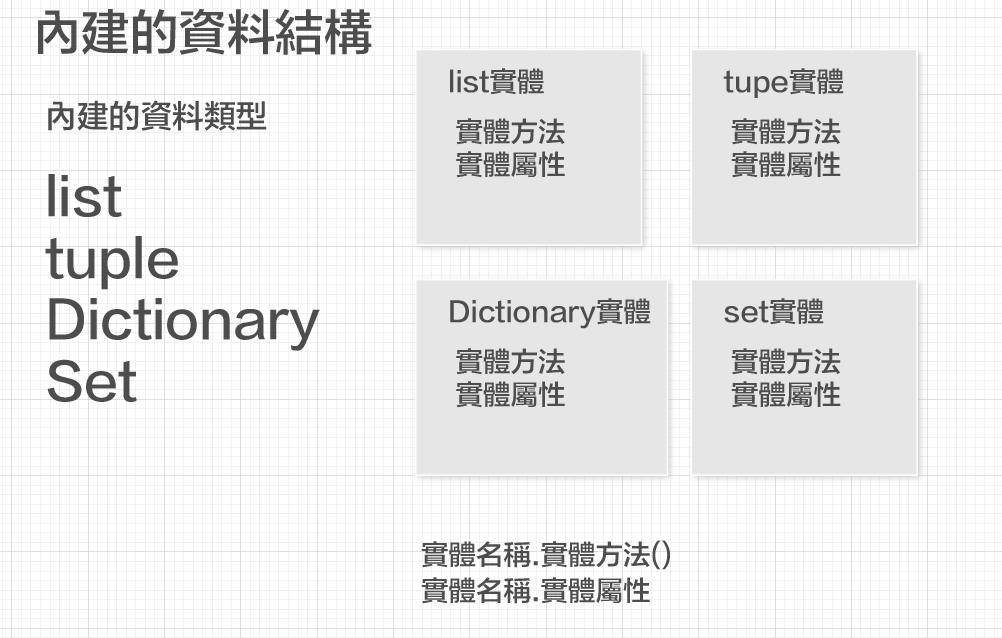 內建的資料結構
內建的資料類型
list
tuple
Dictionary
Set
list實體
實體方法
實體屬性
tupe實體
實體方法
實體屬性
Dictionary實體
實體方法
實體屬性
set實體
實體方法
實體屬性
實體名稱.實體方法()
實體名稱.實體屬性